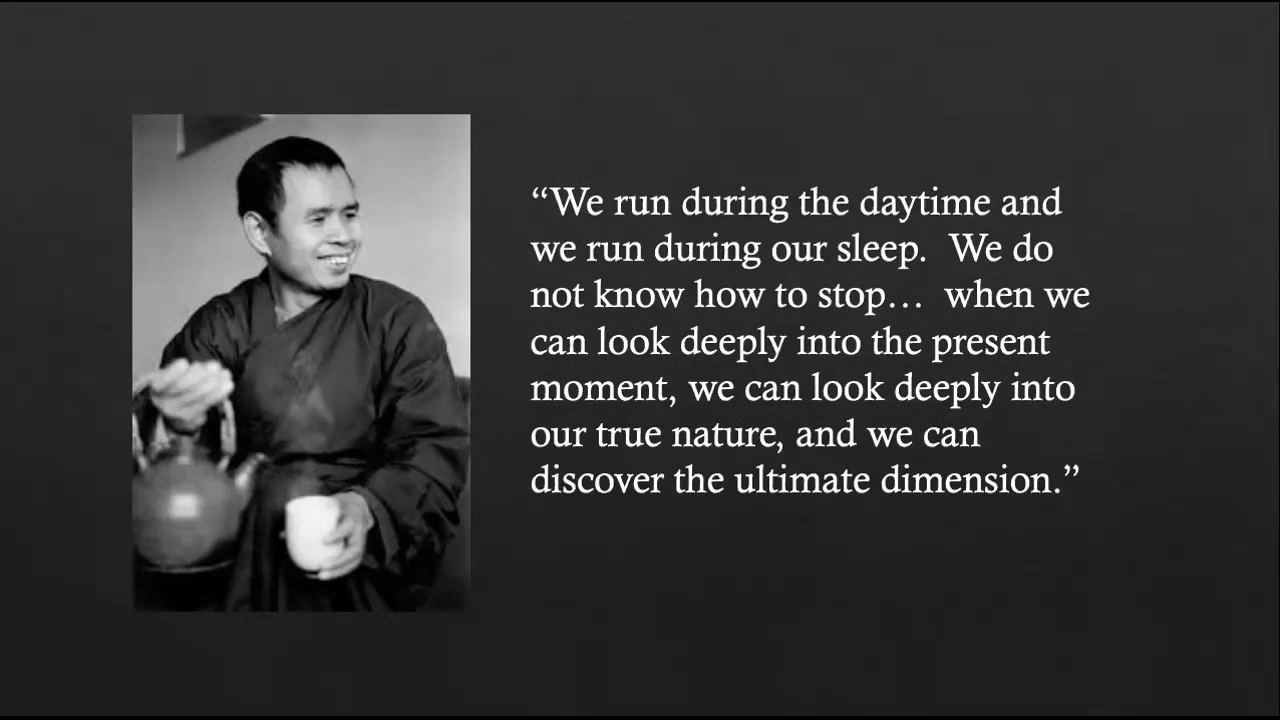 “We run during the daytime and
we run during our sleep.  We do
not know how to stop…  when we
can look deeply into the present
moment, we can look deeply into
our true nature, and we can
discover the ultimate dimension.”